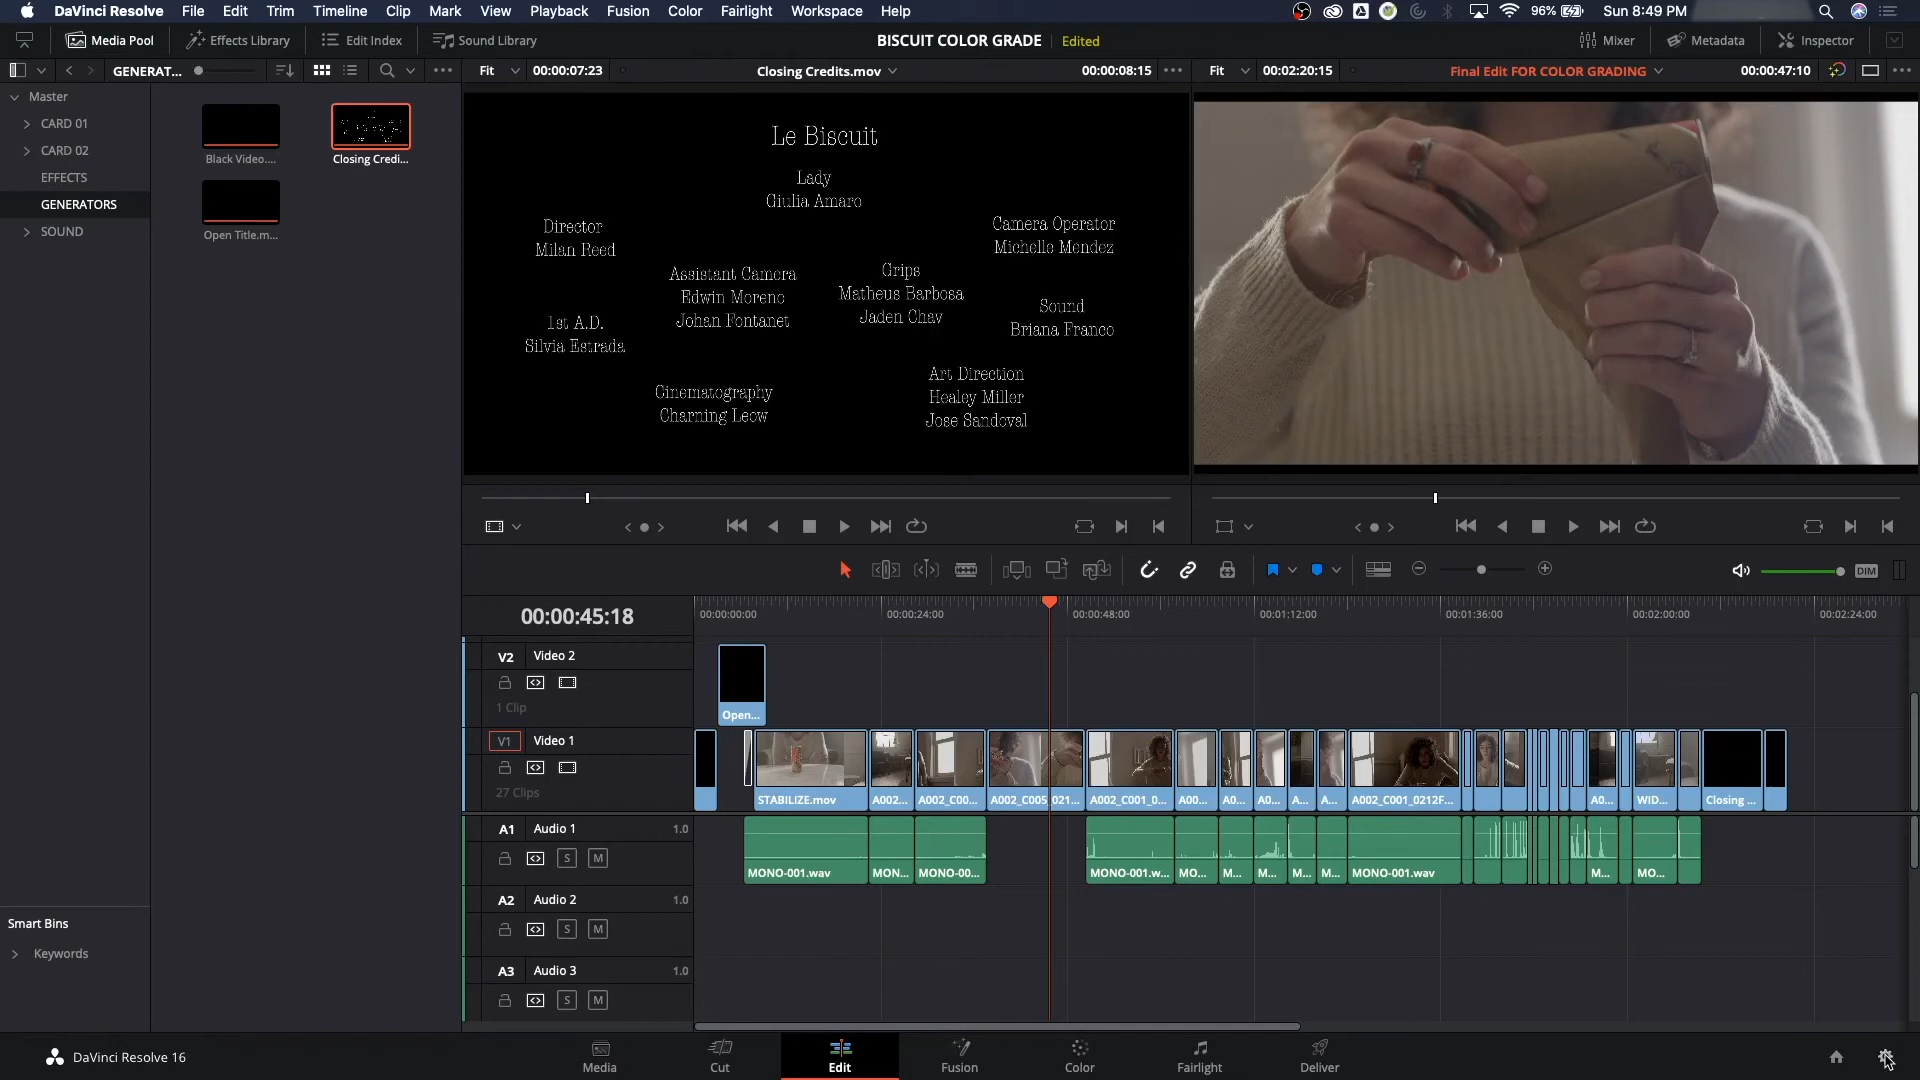 DaVinci Resolve File Edit Trim Timeline Clip Mark View Playback Fusion Color Fairlight Workspace Help
96% Sun 8:49 PM
Media Pool Effects Library Edit Index Sound Library
BISCUIT COLOR GRADE Edited
Mixer Metadata Inspector
GENERAT...
Fit 00:00:07:23 Closing Credits.mov 00:00:08:15
Fit 00:02:20:15 Final Edit FOR COLOR GRADING 00:00:47:10
Master
CARD 01
CARD 02
EFFECTS
GENERATORS
SOUND
Black Video....
Closing Credi...
Open Title.m...
Le Biscuit
Lady
Giulia Amaro
Director
Milan Reed
Camera Operator
Michelle Mendez
Assistant Camera
Edwin Moreno
Johan Fontanet
Grips
Matheus Barbosa
Jaden Chav
Sound
Briana Franco
1st A.D.
Silvia Estrada
Cinematography
Charning Leow
Art Direction
Healey Miller
Jose Sandoval
DIM
00:00:45:18
00:00:00:00 00:00:24:00 00:00:48:00 00:01:12:00 00:01:36:00 00:02:00:00 00:02:24:00
V2 Video 2
1 Clip
Open...
V1 Video 1
27 Clips
STABILIZE.mov A002... A002_C00... A002_C005_021... A002_C001_0... A00... A0... A0... A... A... A002_C001_0212F... A0... WID... Closing ...
A1 Audio 1 1.0
S M
MONO-001.wav MON... MONO-00... MONO-001.w... MO... M... M... M... M... MONO-001.wav M... MO...
A2 Audio 2 1.0
S M
A3 Audio 3 1.0
S M
Smart Bins
Keywords
DaVinci Resolve 16
Media Cut Edit Fusion Color Fairlight Deliver